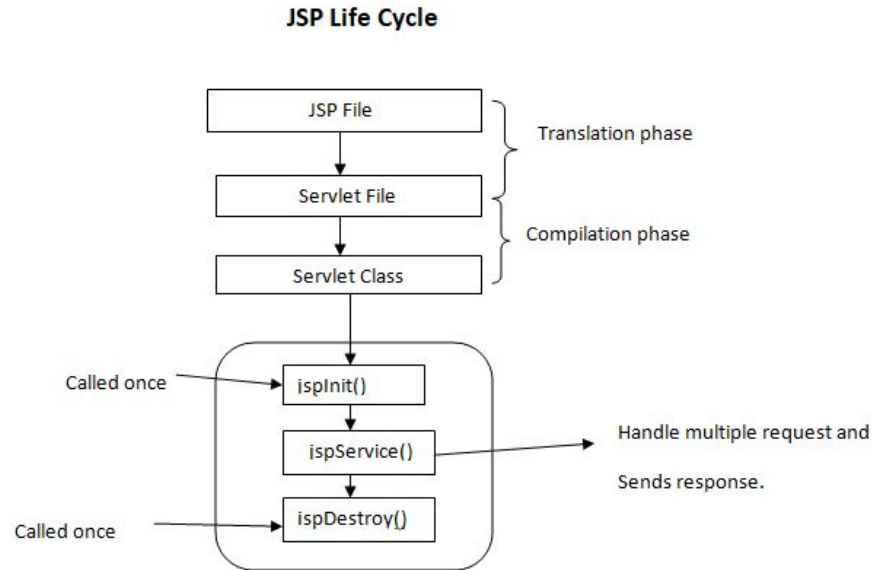 JSP Life Cycle
JSP File
Translation phase
Servlet File
Compilation phase
Servlet Class
Called once
jspInit()
jspService()
Handle multiple request and
Sends response.
jspDestroy()
Called once